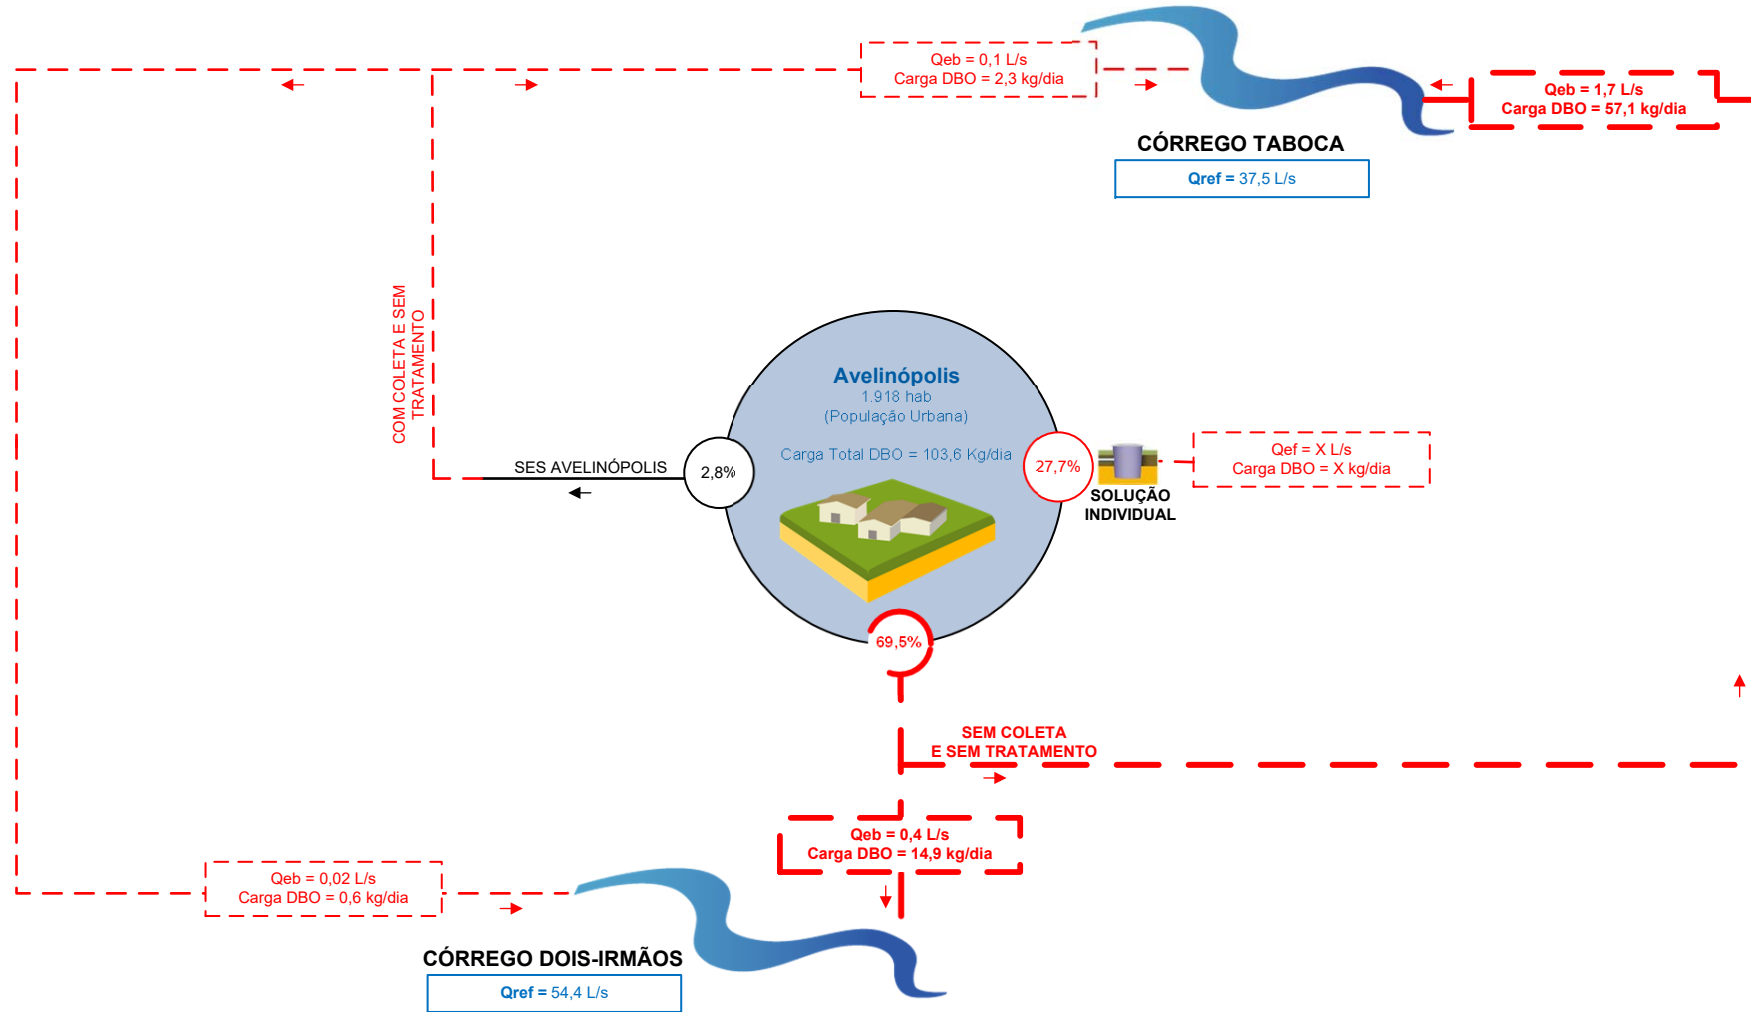 Qeb = 0,1 L/s
Carga DBO = 2,3 kg/dia
Qeb = 1,7 L/s
Carga DBO = 57,1 kg/dia
CÓRREGO TABOCA
Qref = 37,5 L/s
COM COLETA E SEM
TRATAMENTO
Avelinópolis
1.918 hab
(População Urbana)
Carga Total DBO = 103,6 Kg/dia
SES AVELINÓPOLIS
2,8%
27,7%
SOLUÇÃO
INDIVIDUAL
Qef = X L/s
Carga DBO = X kg/dia
69,5%
SEM COLETA
E SEM TRATAMENTO
Qeb = 0,4 L/s
Carga DBO = 14,9 kg/dia
Qeb = 0,02 L/s
Carga DBO = 0,6 kg/dia
CÓRREGO DOIS-IRMÃOS
Qref = 54,4 L/s